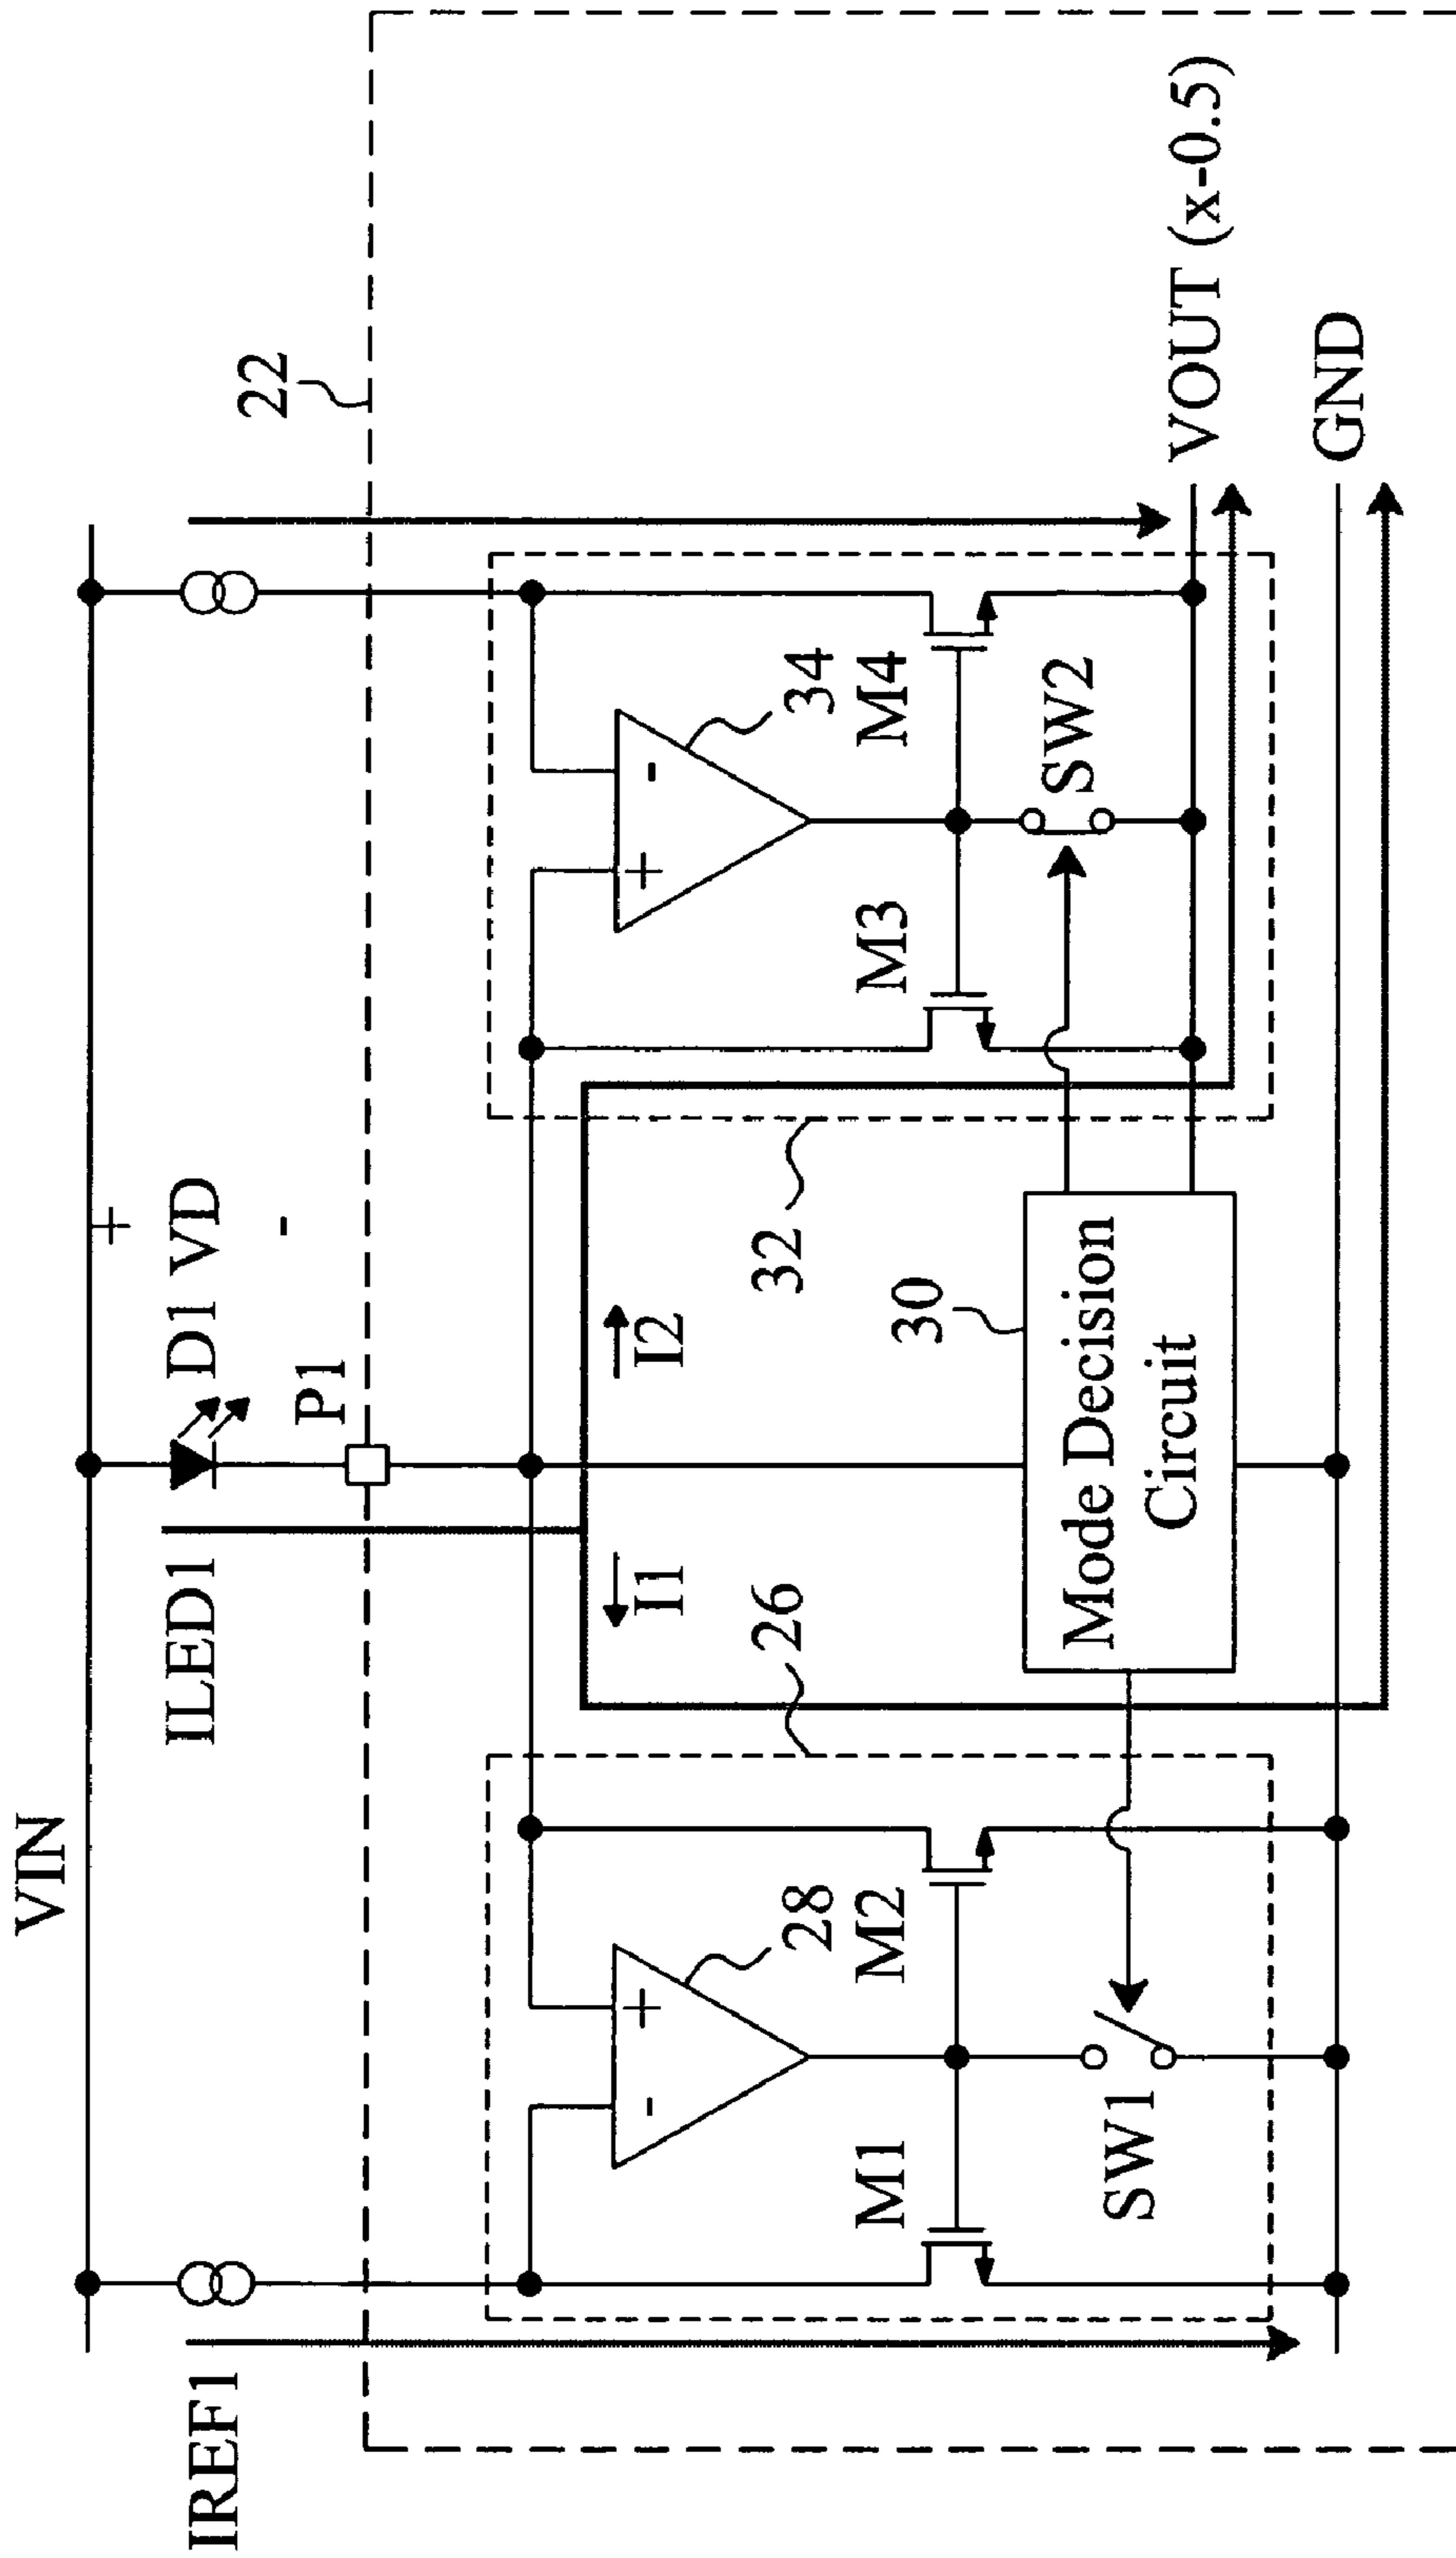 VIN
IREF1
ILED1
D1 VD
+
-
P1
22
I1
I2
28
-
+
M1
M2
SW1
26
30
Mode Decision
Circuit
32
34
+
-
M3
M4
SW2
VOUT (x-0.5)
GND